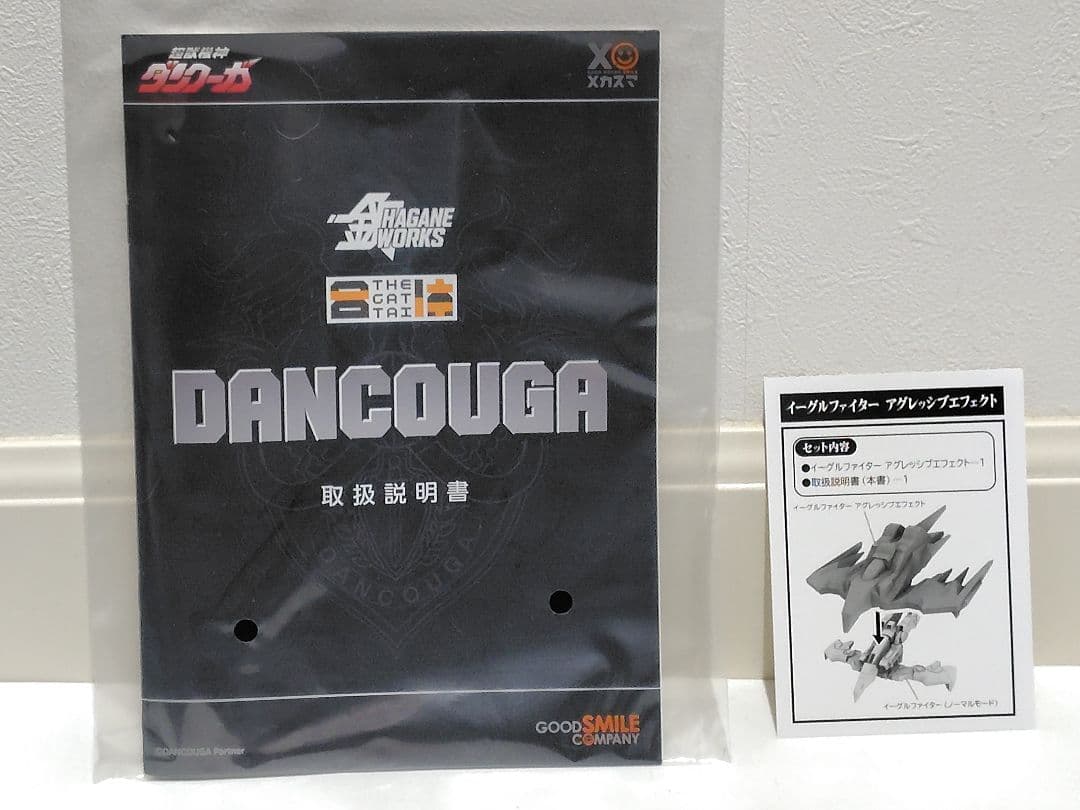 超獣機神
ダンクーガ
メカスマ
HAGANE
WORKS
合 THE GAT TAI 体
DANCOUGA
取扱説明書
DANCOUGA
GOOD SMILE
COMPANY
©DANCOUGA Partner
イーグルファイター アグレッシブエフェクト
セット内容
●イーグルファイター アグレッシブエフェクト…1
●取扱説明書(本書)…1
イーグルファイター アグレッシブエフェクト
イーグルファイター(ノーマルモード)